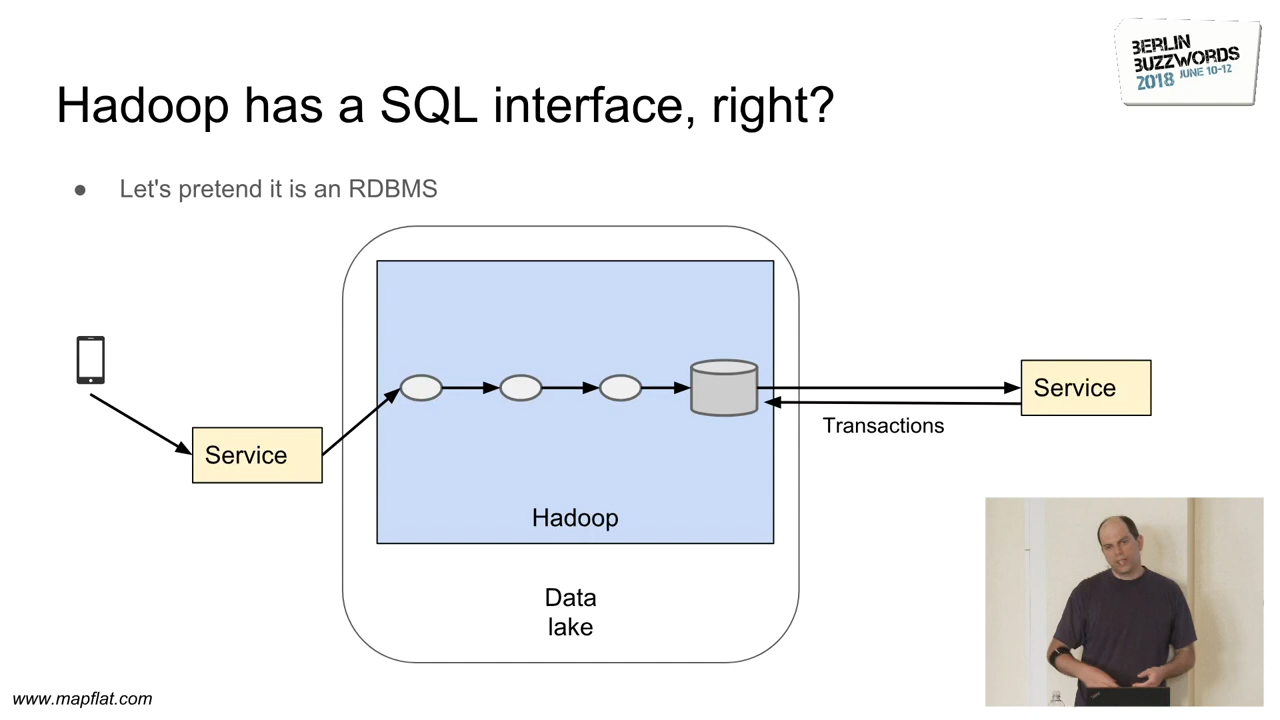 BERLIN
BUZZWORDS
2018 JUNE 10-12
Hadoop has a SQL interface, right?
● Let's pretend it is an RDBMS
Service
Service
Transactions
Hadoop
Data
lake
www.mapflat.com